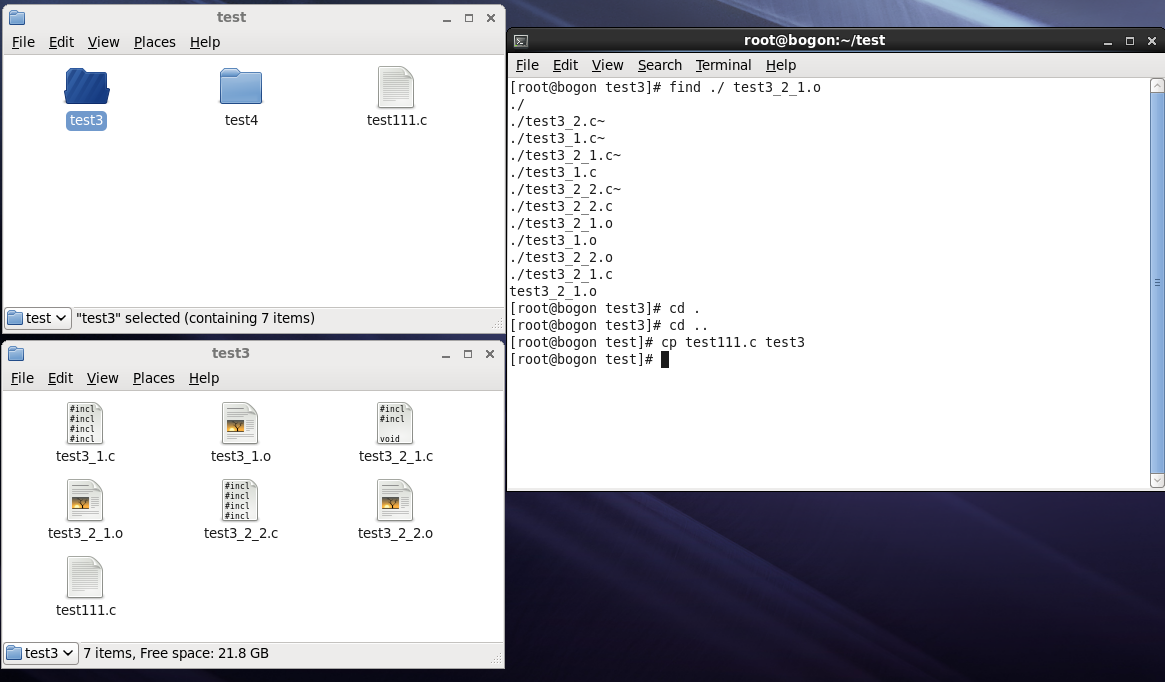 test
File Edit View Places Help
test3
test4
test111.c
test "test3" selected (containing 7 items)
test3
File Edit View Places Help
#incl
#incl
#incl
#incl
test3_1.c
test3_1.o
#incl
#incl
void
test3_2_1.c
test3_2_1.o
#incl
#incl
#incl
#incl
test3_2_2.c
test3_2_2.o
test111.c
test3 7 items, Free space: 21.8 GB
root@bogon:~/test
File Edit View Search Terminal Help
[root@bogon test3]# find ./ test3_2_1.o
./
./test3_2.c~
./test3_1.c~
./test3_2_1.c~
./test3_1.c
./test3_2_2.c~
./test3_2_2.c
./test3_2_1.o
./test3_1.o
./test3_2_2.o
./test3_2_1.c
test3_2_1.o
[root@bogon test3]# cd .
[root@bogon test3]# cd ..
[root@bogon test]# cp test111.c test3
[root@bogon test]#